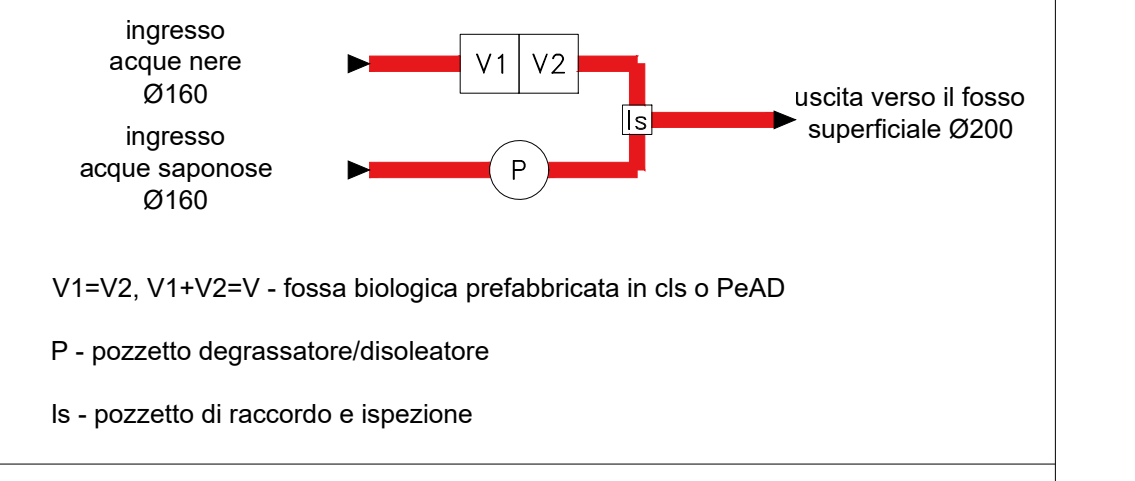 ingresso
acque nere
Ø160
V1 V2
uscita verso il fosso
superficiale Ø200
Is
ingresso
acque saponose
Ø160
P
V1=V2, V1+V2=V - fossa biologica prefabbricata in cls o PeAD
P - pozzetto degrassatore/disoleatore
Is - pozzetto di raccordo e ispezione